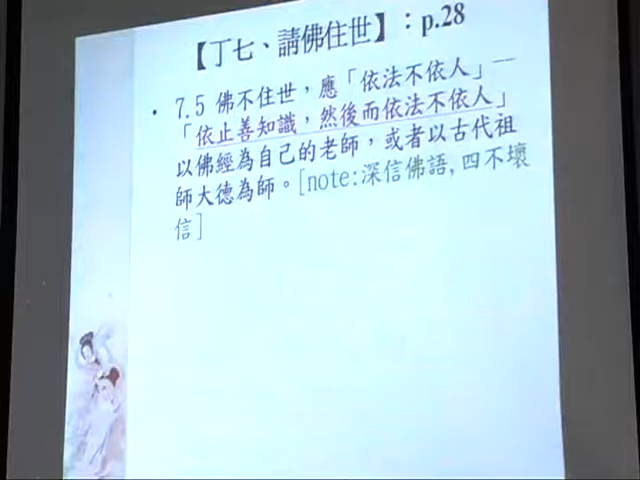 【丁七、請佛住世】：p.28
• 7.5 佛不住世，應「依法不依人」—
「依止善知識，然後而依法不依人」
以佛經為自己的老師，或者以古代祖
師大德為師。[note:深信佛語,四不壞
信]